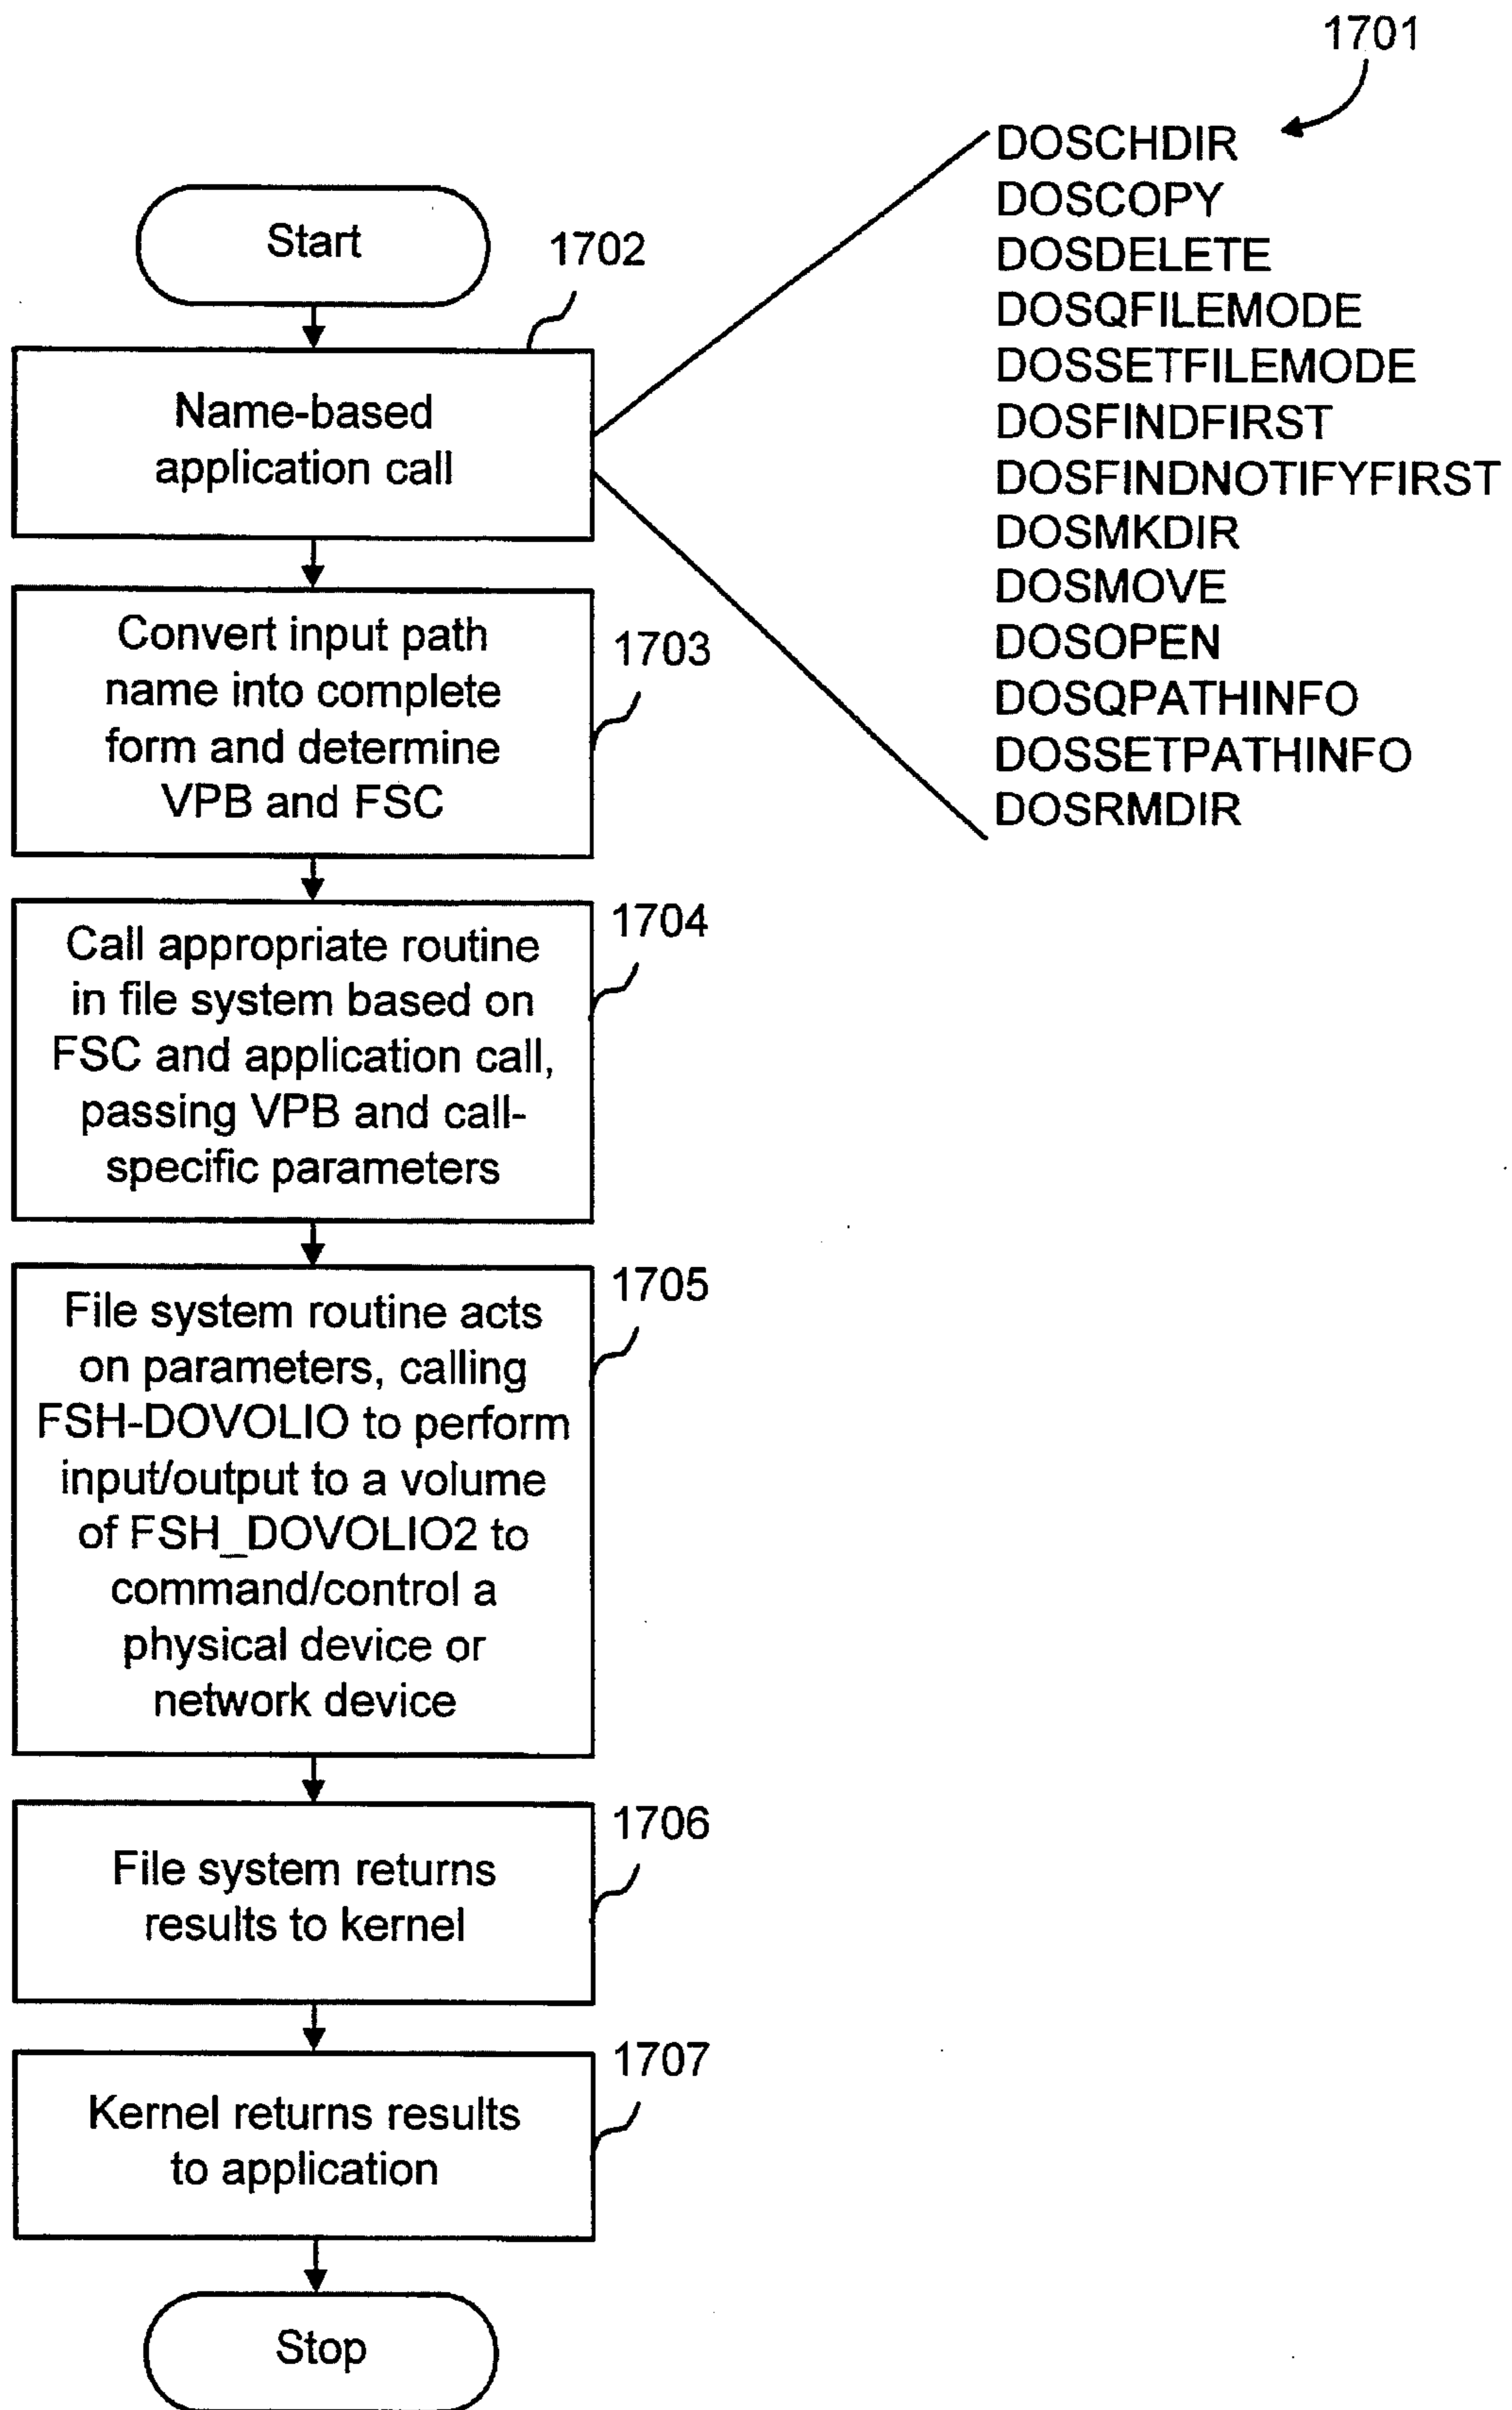 1701
DOSCHDIR
DOSCOPY
DOSDELETE
DOSQFILEMODE
DOSSETFILEMODE
DOSFINDFIRST
DOSFINDNOTIFYFIRST
DOSMKDIR
DOSMOVE
DOSOPEN
DOSQPATHINFO
DOSSETPATHINFO
DOSRMDIR
Start
1702
Name-based
application call
1703
Convert input path
name into complete
form and determine
VPB and FSC
1704
Call appropriate routine
in file system based on
FSC and application call,
passing VPB and call-
specific parameters
1705
File system routine acts
on parameters, calling
FSH-DOVOLIO to perform
input/output to a volume
of FSH_DOVOLIO2 to
command/control a
physical device or
network device
1706
File system returns
results to kernel
1707
Kernel returns results
to application
Stop